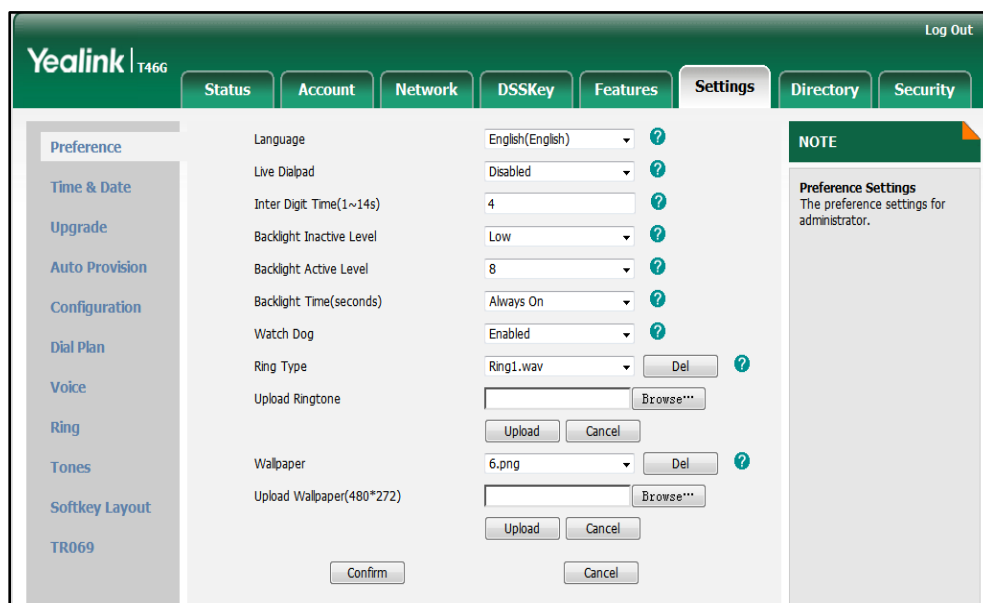 Log Out
Yealink T46G
Status Account Network DSSKey Features Settings Directory Security
Preference
Time & Date
Upgrade
Auto Provision
Configuration
Dial Plan
Voice
Ring
Tones
Softkey Layout
TR069
Language English(English) ?
Live Dialpad Disabled ?
Inter Digit Time(1~14s) 4 ?
Backlight Inactive Level Low ?
Backlight Active Level 8 ?
Backlight Time(seconds) Always On ?
Watch Dog Enabled ?
Ring Type Ring1.wav Del ?
Upload Ringtone Browse···
Upload Cancel
Wallpaper 6.png Del ?
Upload Wallpaper(480*272) Browse···
Upload Cancel
Confirm Cancel
NOTE
Preference Settings
The preference settings for
administrator.